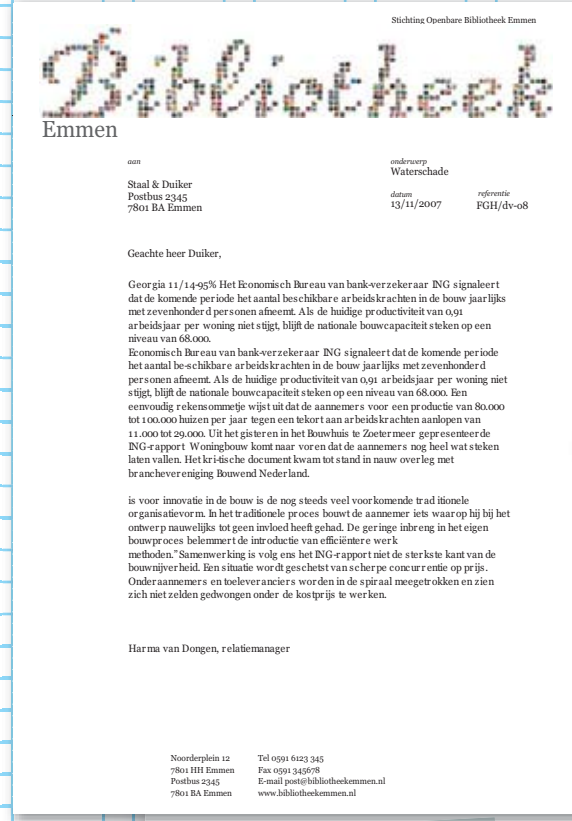 Stichting Openbare Bibliotheek Emmen
Bibliotheek
Emmen
aan
Staal & Duiker
Postbus 2345
7801 BA Emmen
onderwerp
Waterschade
datum
13/11/2007
referentie
FGH/dv-08
Geachte heer Duiker,
Georgia 11/14-95% Het Economisch Bureau van bank-verzekeraar ING signaleert
dat de komende periode het aantal beschikbare arbeidskrachten in de bouw jaarlijks
met zevenhonderd personen afneemt. Als de huidige productiviteit van 0,91
arbeidsjaar per woning niet stijgt, blijft de nationale bouwcapaciteit steken op een
niveau van 68.000.
Economisch Bureau van bank-verzekeraar ING signaleert dat de komende periode
het aantal be-schikbare arbeidskrachten in de bouw jaarlijks met zevenhonderd
personen afneemt. Als de huidige productiviteit van 0,91 arbeidsjaar per woning niet
stijgt, blijft de nationale bouwcapaciteit steken op een niveau van 68.000. Een
eenvoudig rekensommetje wijst uit dat de aannemers voor een productie van 80.000
tot 100.000 huizen per jaar tegen een tekort aan arbeidskrachten aanlopen van
11.000 tot 29.000. Uit het gisteren in het Bouwhuis te Zoetermeer gepresenteerde
ING-rapport Woningbouw komt naar voren dat de aannemers nog heel wat steken
laten vallen. Het kri-tische document kwam tot stand in nauw overleg met
branchevereniging Bouwend Nederland.
is voor innovatie in de bouw is de nog steeds veel voorkomende trad itionele
organisatievorm. In het traditionele proces bouwt de aannemer iets waarop hij bij het
ontwerp nauwelijks tot geen invloed heeft gehad. De geringe inbreng in het eigen
bouwproces belemmert de introductie van efficiëntere werk
methoden.” Samenwerking is volg ens het ING-rapport niet de sterkste kant van de
bouwnijverheid. Een situatie wordt geschetst van scherpe concurrentie op prijs.
Onderaannemers en toeleveranciers worden in de spiraal meegetrokken en zien
zich niet zelden gedwongen onder de kostprijs te werken.
Harma van Dongen, relatiemanager
Noorderplein 12
7801 HH Emmen
Postbus 2345
7801 BA Emmen
Tel 0591 6123 345
Fax 0591 345678
E-mail post@bibliotheekemmen.nl
www.bibliotheekemmen.nl